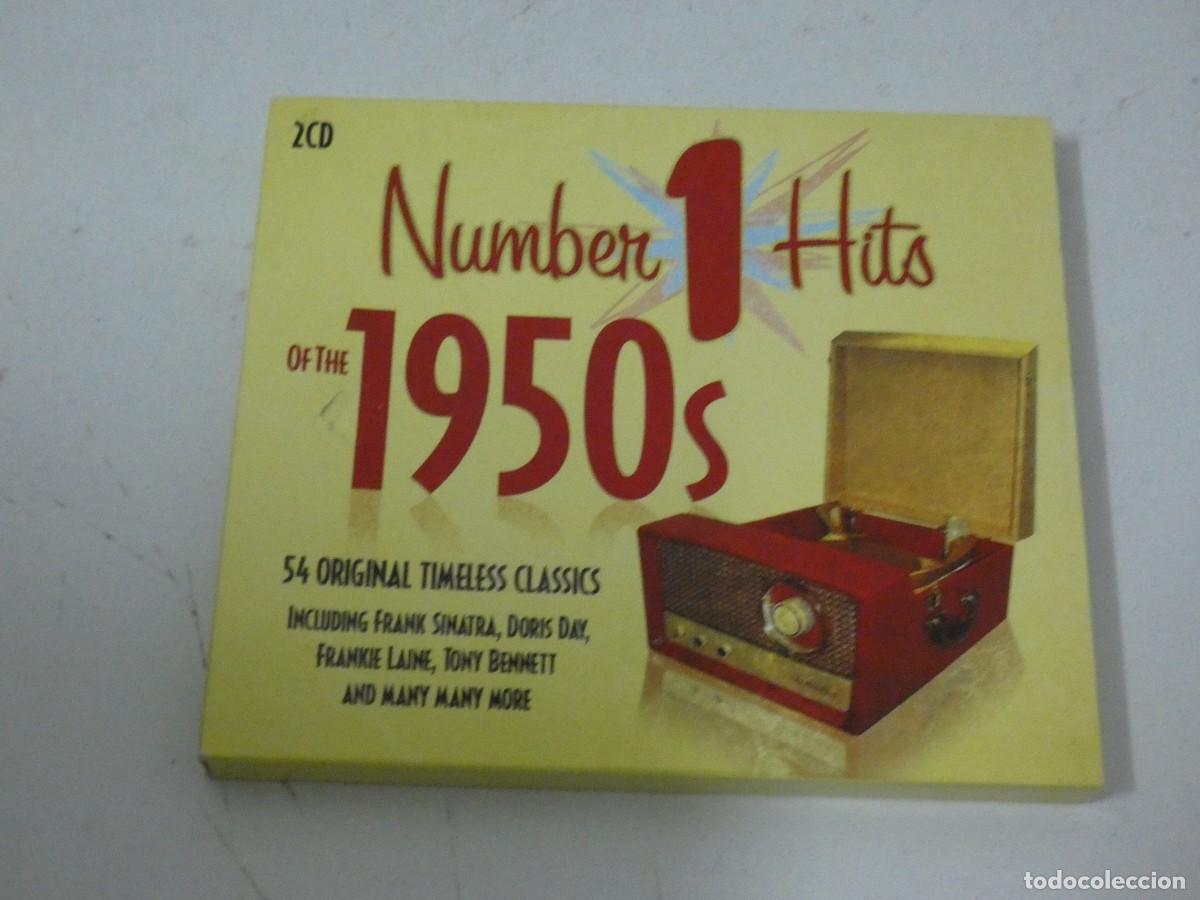 2CD
Number 1 Hits
OF THE 1950s
54 ORIGINAL TIMELESS CLASSICS
INCLUDING FRANK SINATRA, DORIS DAY,
FRANKIE LAINE, TONY BENNETT
AND MANY MANY MORE
todocoleccion